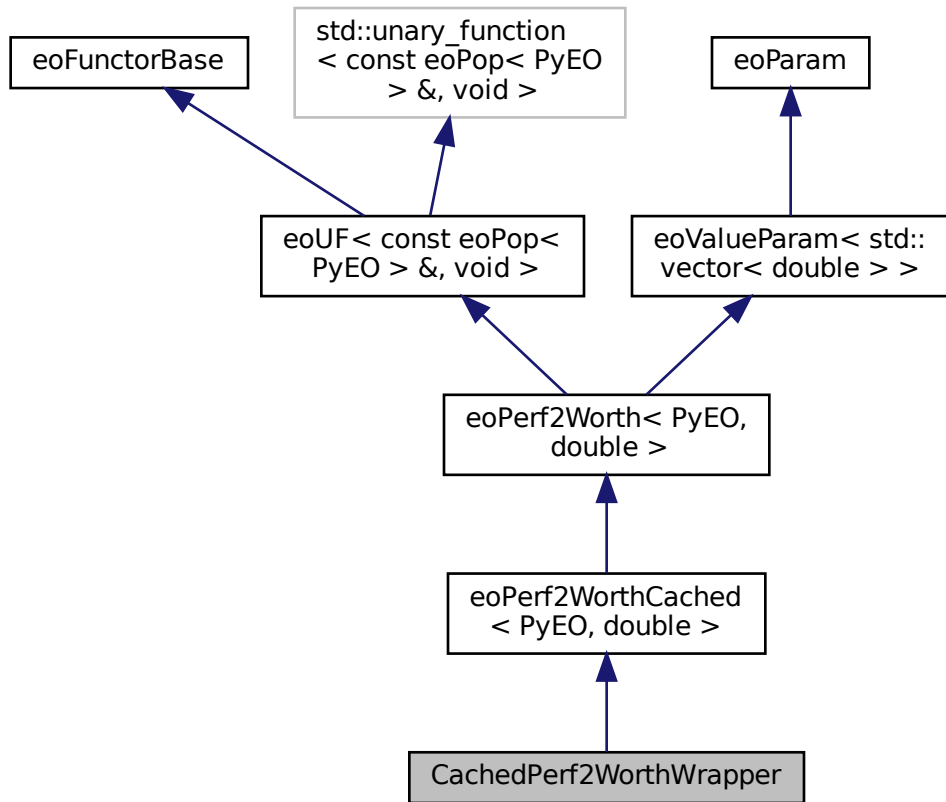 eoFunctorBase
std::unary_function
< const eoPop< PyEO
> &, void >
eoParam
eoUF< const eoPop<
PyEO > &, void >
eoValueParam< std::
vector< double > >
eoPerf2Worth< PyEO,
double >
eoPerf2WorthCached
< PyEO, double >
CachedPerf2WorthWrapper